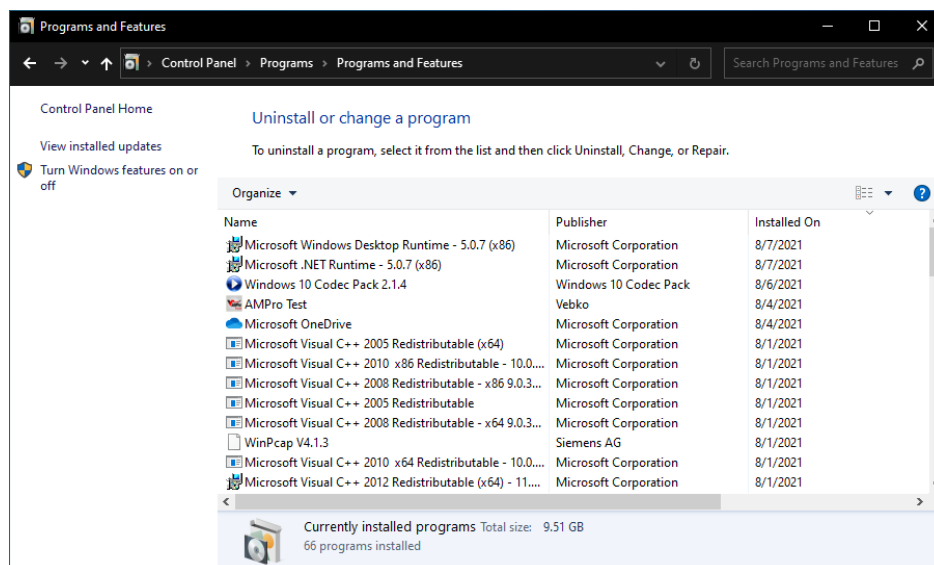 Programs and Features
Control Panel › Programs › Programs and Features
Search Programs and Features
Control Panel Home
View installed updates
Turn Windows features on or
off
Uninstall or change a program
To uninstall a program, select it from the list and then click Uninstall, Change, or Repair.
Organize
Name Publisher Installed On
Microsoft Windows Desktop Runtime - 5.0.7 (x86) Microsoft Corporation 8/7/2021
Microsoft .NET Runtime - 5.0.7 (x86) Microsoft Corporation 8/7/2021
Windows 10 Codec Pack 2.1.4 Windows 10 Codec Pack 8/6/2021
AMPro Test Vebko 8/4/2021
Microsoft OneDrive Microsoft Corporation 8/4/2021
Microsoft Visual C++ 2005 Redistributable (x64) Microsoft Corporation 8/1/2021
Microsoft Visual C++ 2010  x86 Redistributable - 10.0.... Microsoft Corporation 8/1/2021
Microsoft Visual C++ 2008 Redistributable - x86 9.0.3... Microsoft Corporation 8/1/2021
Microsoft Visual C++ 2005 Redistributable Microsoft Corporation 8/1/2021
Microsoft Visual C++ 2008 Redistributable - x64 9.0.3... Microsoft Corporation 8/1/2021
WinPcap V4.1.3 Siemens AG 8/1/2021
Microsoft Visual C++ 2010  x64 Redistributable - 10.0.... Microsoft Corporation 8/1/2021
Microsoft Visual C++ 2012 Redistributable (x64) - 11.... Microsoft Corporation 8/1/2021
Currently installed programs Total size: 9.51 GB
66 programs installed